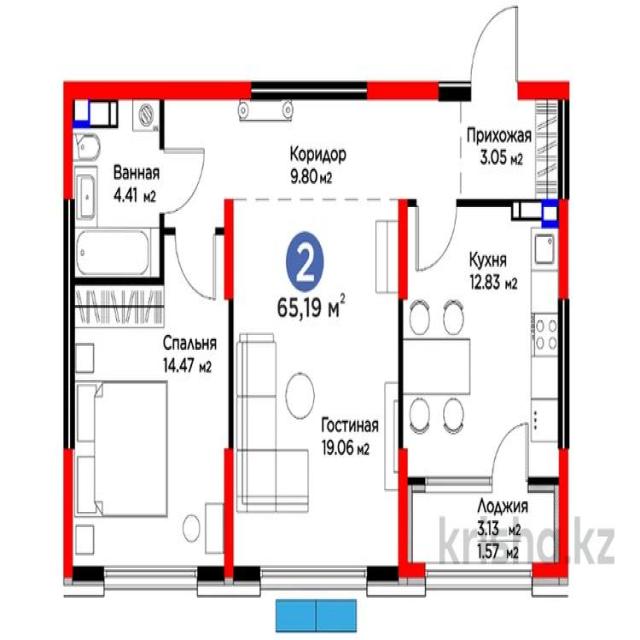 Прихожая
3.05 м2
Коридор
9.80 м2
Ванная
4.41 м2
2
65,19 м²
Кухня
12.83 м2
Спальня
14.47 м2
Гостиная
19.06 м2
Лоджия
3.13
1.57 м2
krisha.kz